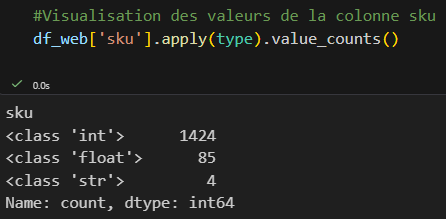 #Visualisation des valeurs de la colonne sku
df_web['sku'].apply(type).value_counts()
✓ 0.0s
sku
<class 'int'> 1424
<class 'float'> 85
<class 'str'> 4
Name: count, dtype: int64